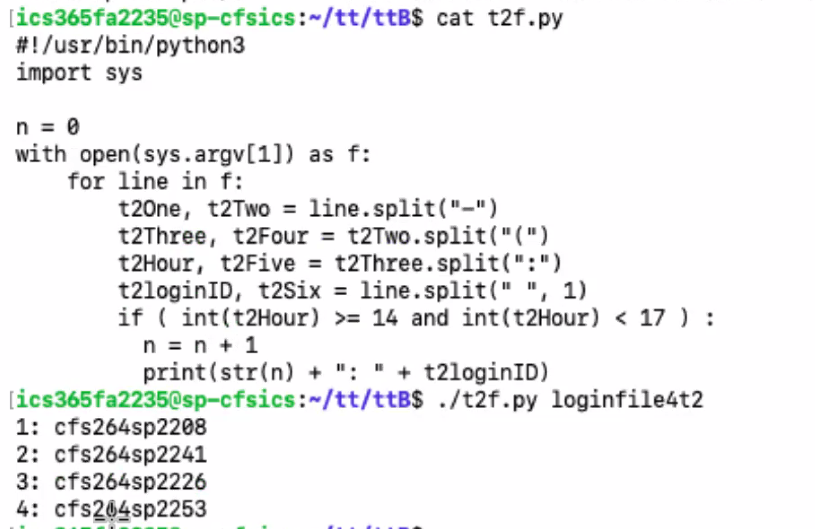 [ics365fa2235@sp-cfsics:~/tt/ttB$ cat t2f.py
#!/usr/bin/python3
import sys
n = 0
with open(sys.argv[1]) as f:
    for line in f:
        t2One, t2Two = line.split("-")
        t2Three, t2Four = t2Two.split("(")
        t2Hour, t2Five = t2Three.split(":")
        t2loginID, t2Six = line.split(" ", 1)
        if ( int(t2Hour) >= 14 and int(t2Hour) < 17 ) :
          n = n + 1
          print(str(n) + ": " + t2loginID)
[ics365fa2235@sp-cfsics:~/tt/ttB$ ./t2f.py loginfile4t2
1: cfs264sp2208
2: cfs264sp2241
3: cfs264sp2226
4: cfs264sp2253